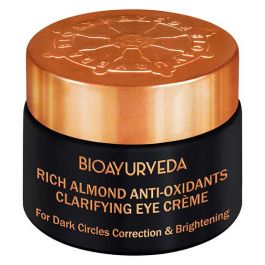 BIOAYURVEDA
RICH ALMOND ANTI-OXIDANTS
CLARIFYING EYE CRÈME
For Dark Circles Correction & Brightening